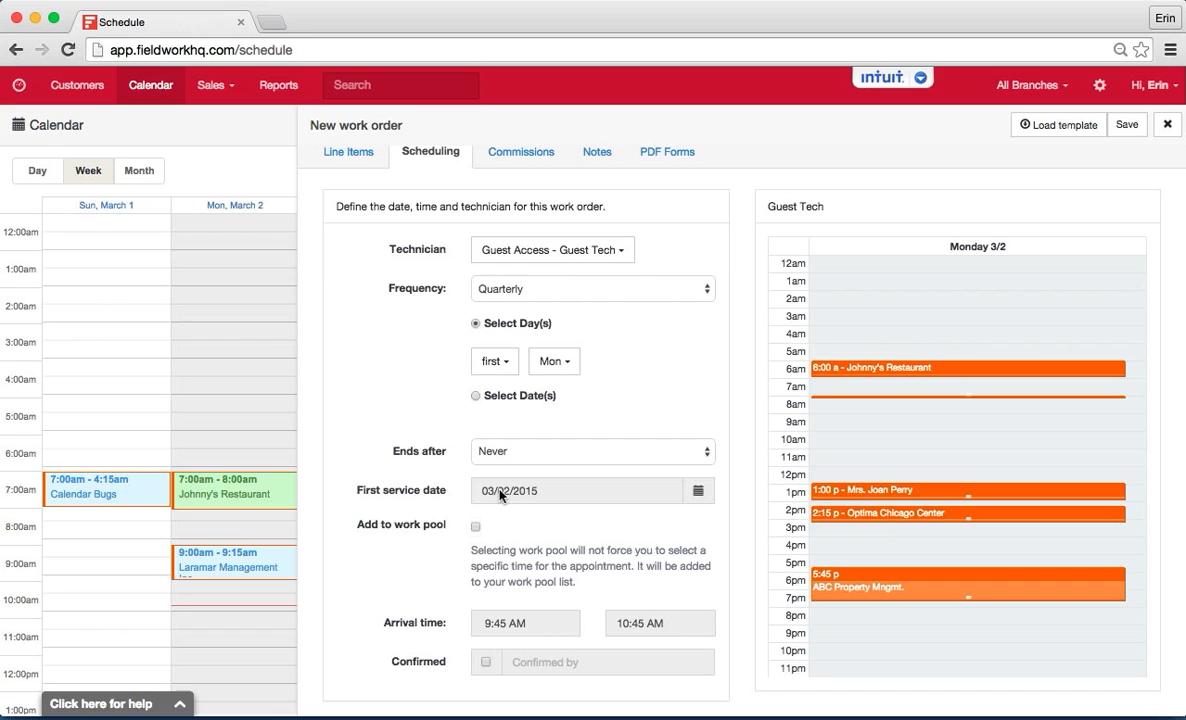 Schedule
Erin
app.fieldworkhq.com/schedule
Customers
Calendar
Sales
Reports
Search
intuit.
All Branches
Hi, Erin
Calendar
New work order
Load template
Save
Line Items
Scheduling
Commissions
Notes
PDF Forms
Day
Week
Month
Sun, March 1
Mon, March 2
12:00am
1:00am
2:00am
3:00am
4:00am
5:00am
6:00am
7:00am
8:00am
9:00am
10:00am
11:00am
12:00pm
1:00pm
7:00am - 4:15am
Calendar Bugs
7:00am - 8:00am
Johnny's Restaurant
9:00am - 9:15am
Laramar Management
Click here for help
Define the date, time and technician for this work order.
Technician
Guest Access - Guest Tech
Frequency:
Quarterly
Select Day(s)
first
Mon
Select Date(s)
Ends after
Never
First service date
03/02/2015
Add to work pool
Selecting work pool will not force you to select a
specific time for the appointment. It will be added
to your work pool list.
Arrival time:
9:45 AM
10:45 AM
Confirmed
Confirmed by
Guest Tech
Monday 3/2
12am
1am
2am
3am
4am
5am
6am
7am
8am
9am
10am
11am
12pm
1pm
2pm
3pm
4pm
5pm
6pm
7pm
8pm
9pm
10pm
11pm
6:00 a - Johnny's Restaurant
1:00 p - Mrs. Joan Perry
2:15 p - Optima Chicago Center
5:45 p
ABC Property Mngmt.